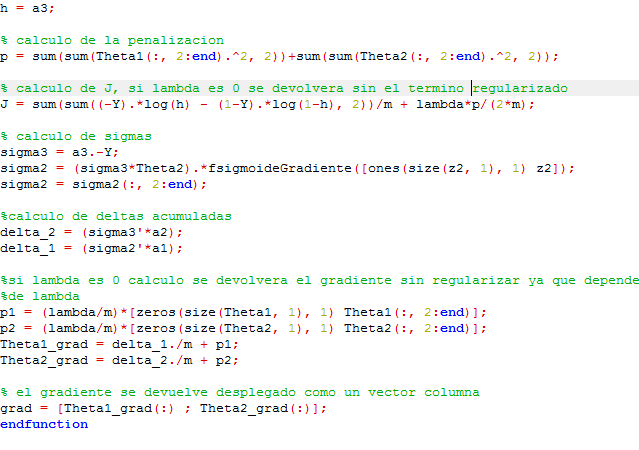 h = a3;
% calculo de la penalizacion
p = sum(sum(Theta1(:, 2:end).^2, 2))+sum(sum(Theta2(:, 2:end).^2, 2));
% calculo de J, si lambda es 0 se devolvera sin el termino regularizado
J = sum(sum((-Y).*log(h) - (1-Y).*log(1-h), 2))/m + lambda*p/(2*m);
% calculo de sigmas
sigma3 = a3.-Y;
sigma2 = (sigma3*Theta2).*fsigmoideGradiente([ones(size(z2, 1), 1) z2]);
sigma2 = sigma2(:, 2:end);
%calculo de deltas acumuladas
delta_2 = (sigma3'*a2);
delta_1 = (sigma2'*a1);
%si lambda es 0 calculo se devolvera el gradiente sin regularizar ya que depende
%de lambda
p1 = (lambda/m)*[zeros(size(Theta1, 1), 1) Theta1(:, 2:end)];
p2 = (lambda/m)*[zeros(size(Theta2, 1), 1) Theta2(:, 2:end)];
Theta1_grad = delta_1./m + p1;
Theta2_grad = delta_2./m + p2;
% el gradiente se devuelve desplegado como un vector columna
grad = [Theta1_grad(:) ; Theta2_grad(:)];
endfunction